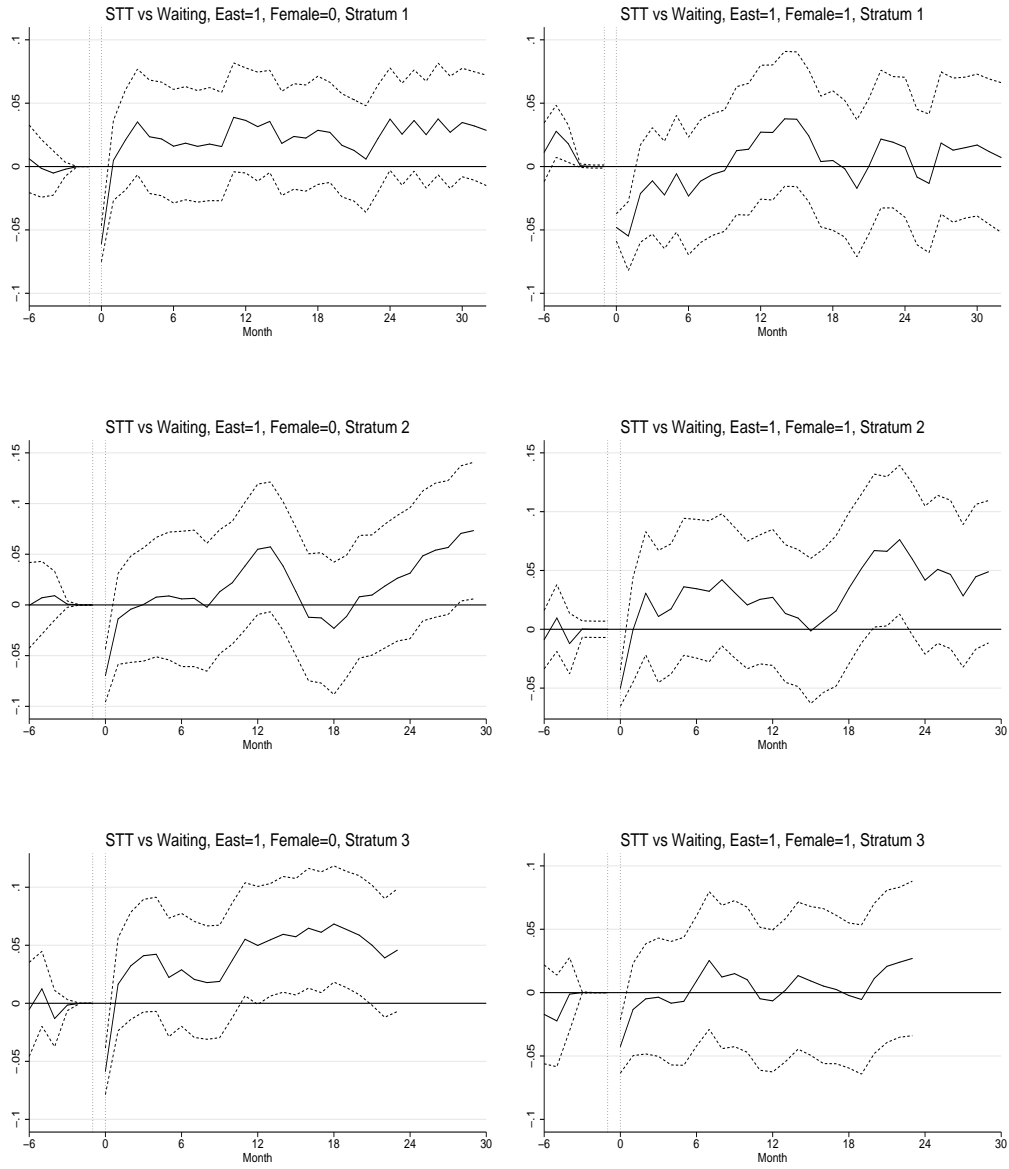 STT vs Waiting, East=1, Female=0, Stratum 1
.1
.05
0
−.05
−.1
−6 0 6 12 18 24 30
Month
STT vs Waiting, East=1, Female=1, Stratum 1
.1
.05
0
−.05
−.1
−6 0 6 12 18 24 30
Month
STT vs Waiting, East=1, Female=0, Stratum 2
.15
.1
.05
0
−.05
−.1
−6 0 6 12 18 24 30
Month
STT vs Waiting, East=1, Female=1, Stratum 2
.15
.1
.05
0
−.05
−6 0 6 12 18 24 30
Month
STT vs Waiting, East=1, Female=0, Stratum 3
.1
.05
0
−.05
−.1
−6 0 6 12 18 24 30
Month
STT vs Waiting, East=1, Female=1, Stratum 3
.1
.05
0
−.05
−.1
−6 0 6 12 18 24 30
Month